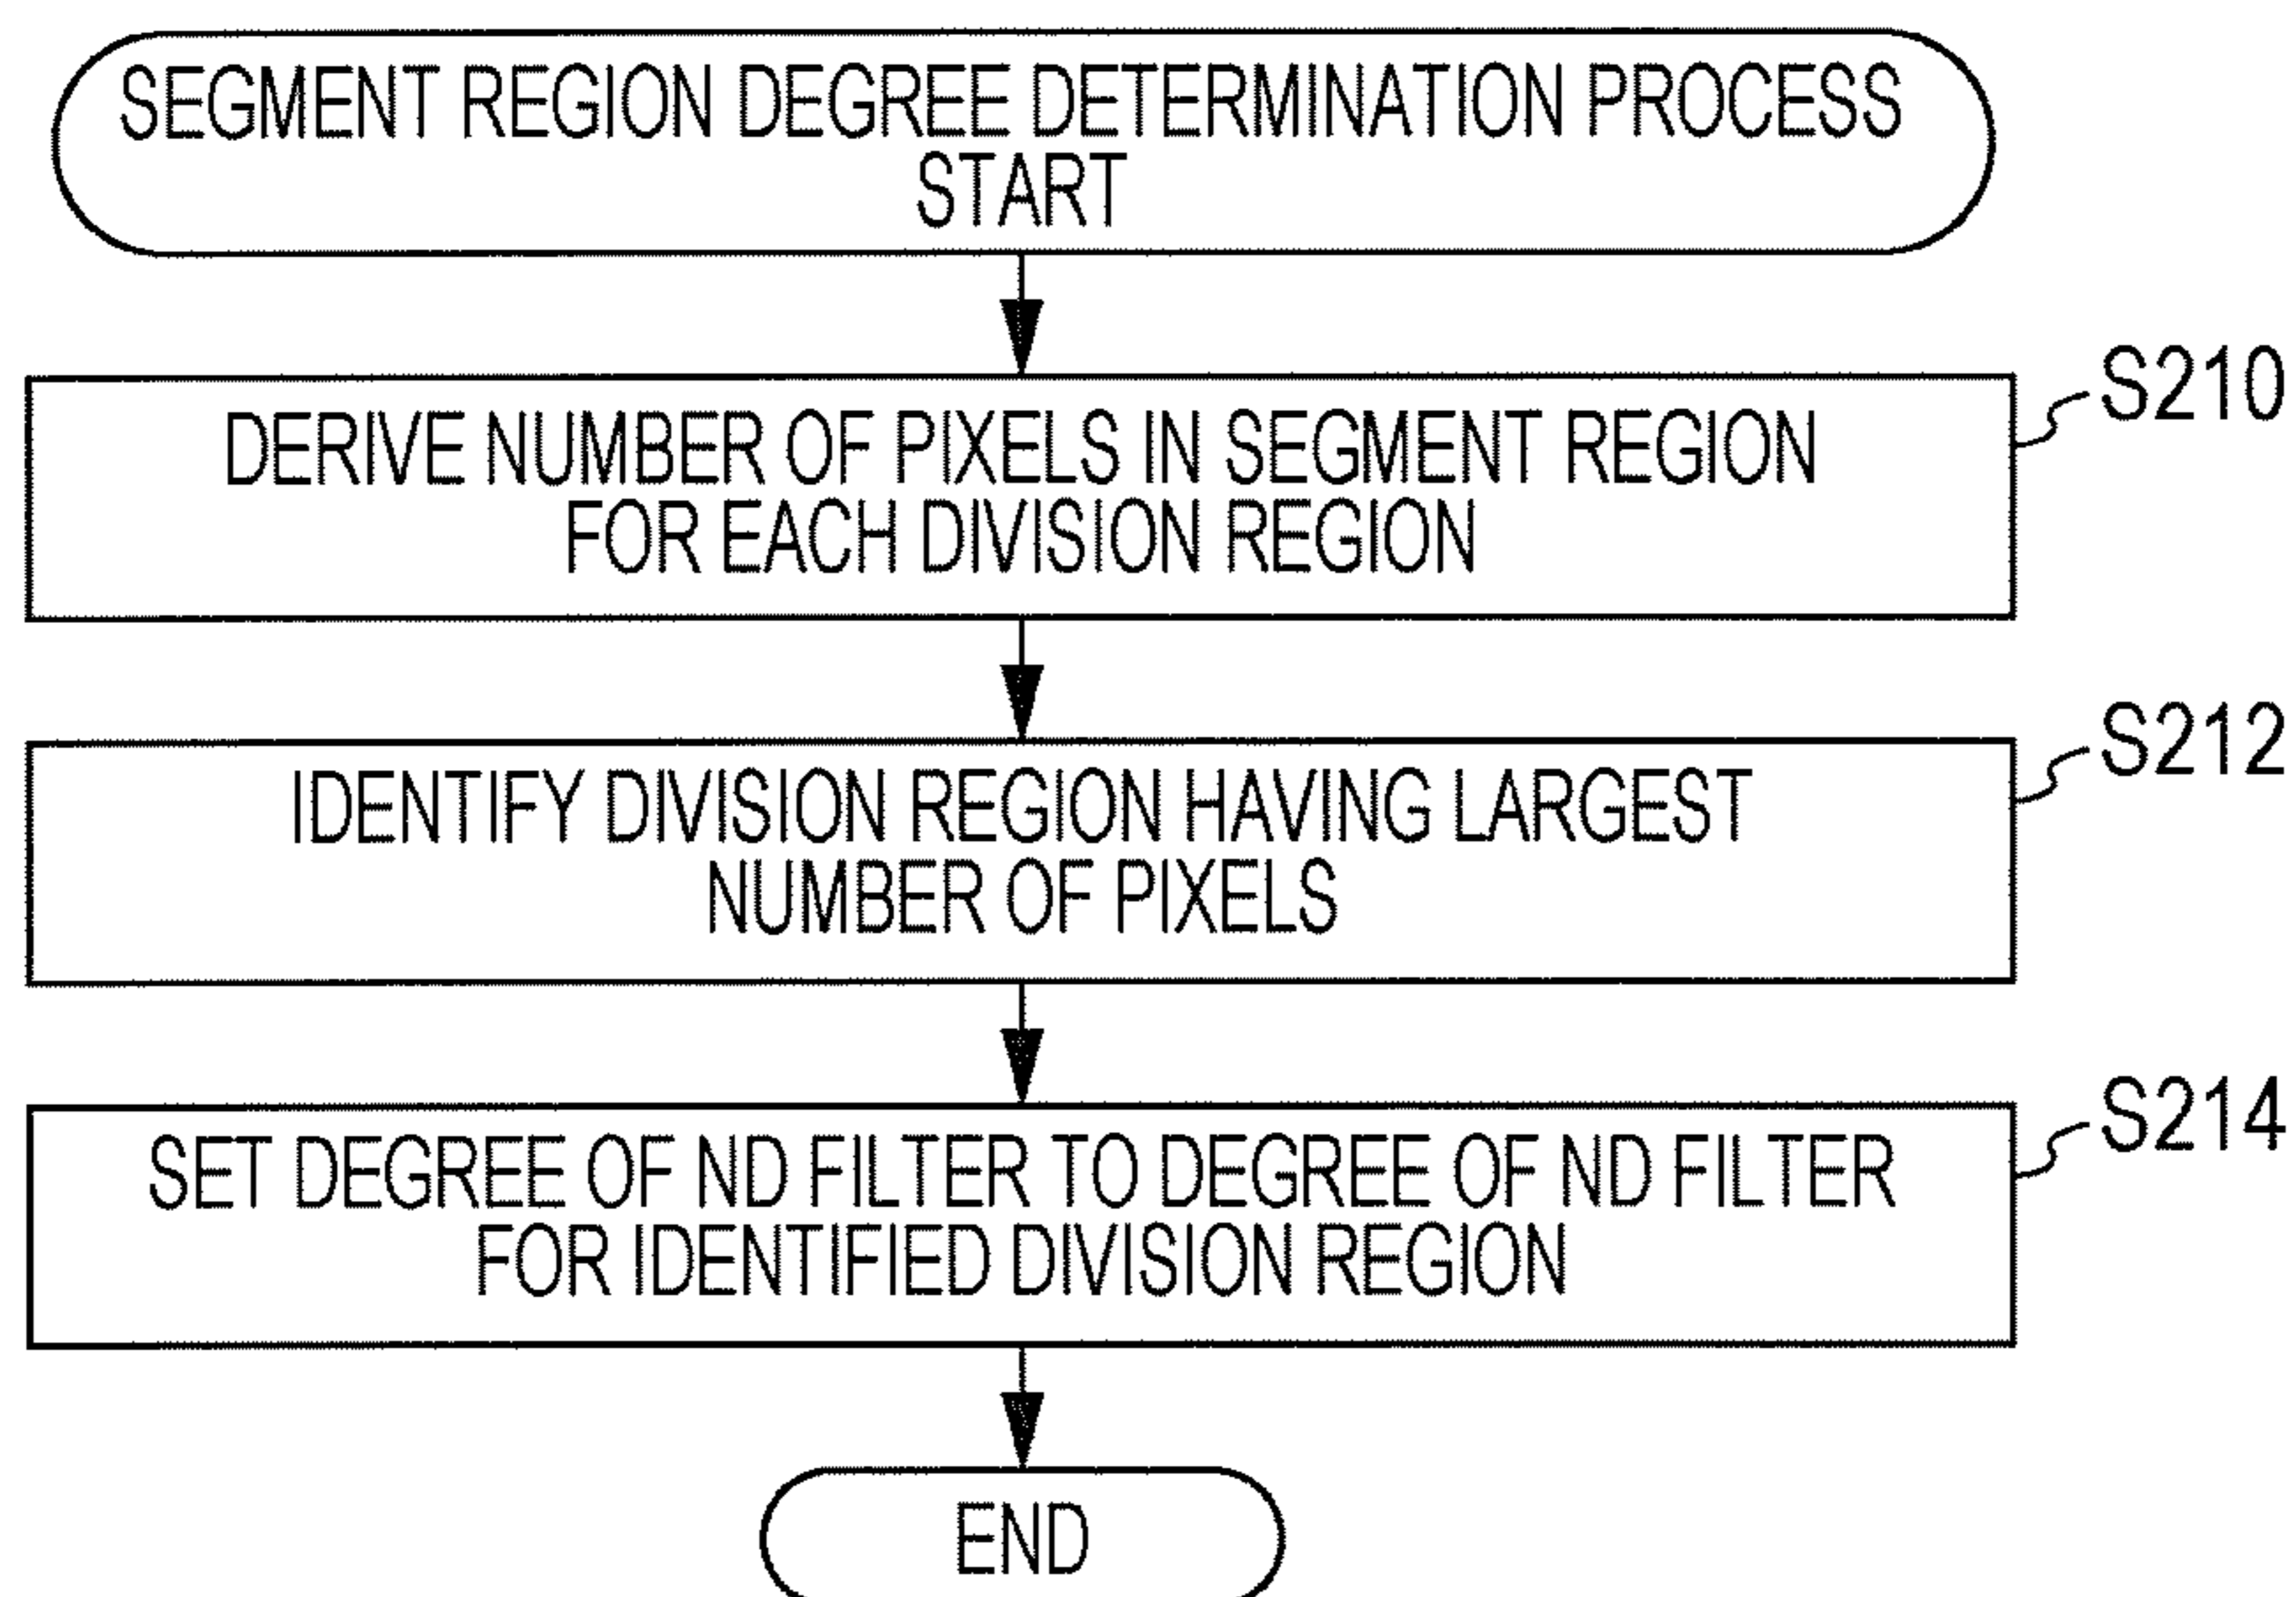 SEGMENT REGION DEGREE DETERMINATION PROCESS
START
S210
DERIVE NUMBER OF PIXELS IN SEGMENT REGION
FOR EACH DIVISION REGION
S212
IDENTIFY DIVISION REGION HAVING LARGEST
NUMBER OF PIXELS
S214
SET DEGREE OF ND FILTER TO DEGREE OF ND FILTER
FOR IDENTIFIED DIVISION REGION
END